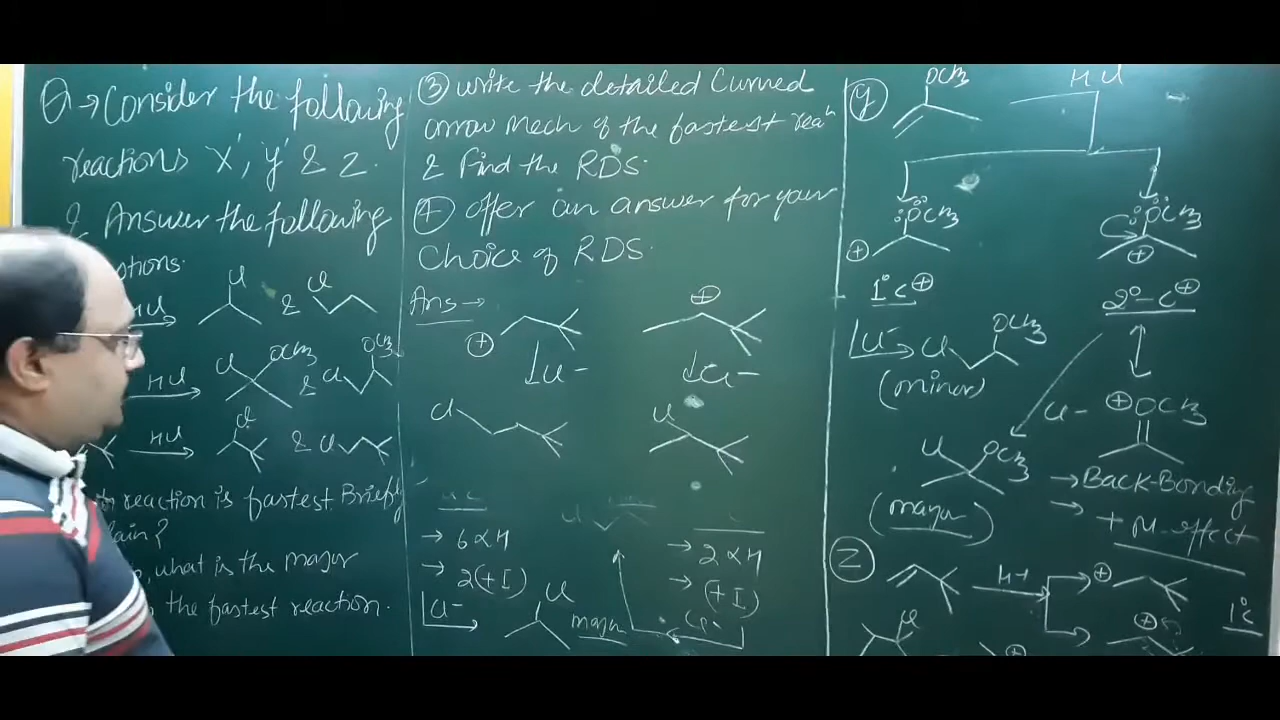 Q → Consider the following
reactions 'x', 'y' & z.
& Answer the following
stions.
Cl
Cl
HCl
&
HCl
Cl
OCH3
& Cl
OCH3
HCl
Cl
& Cl
reaction is fastest. Briefly
lain?
, what is the major
the fastest reaction.
③ write the detailed Curved
arrow Mech of the fastest reaⁿ
& Find the RDS.
④ offer an answer for your
Choice of RDS.
Ans →
⊕
⊕
↓Cl-
↓Cl-
Cl
Cl
→ 6αH
→ 2(+I)
Cl-
Cl
major
→ 2αH
→ (+I)
y
OCH3
HCl
OCH3
⊕
1°C⊕
OCH3
⊕
2°-C⊕
Cl-
Cl
OCH3
(minor)
Cl-
⊕OCH3
Cl
OCH3
(major)
→ Back-Bonding
→ +M-effect
Z
H+
⊕
⊕
1°C
Cl
⊕